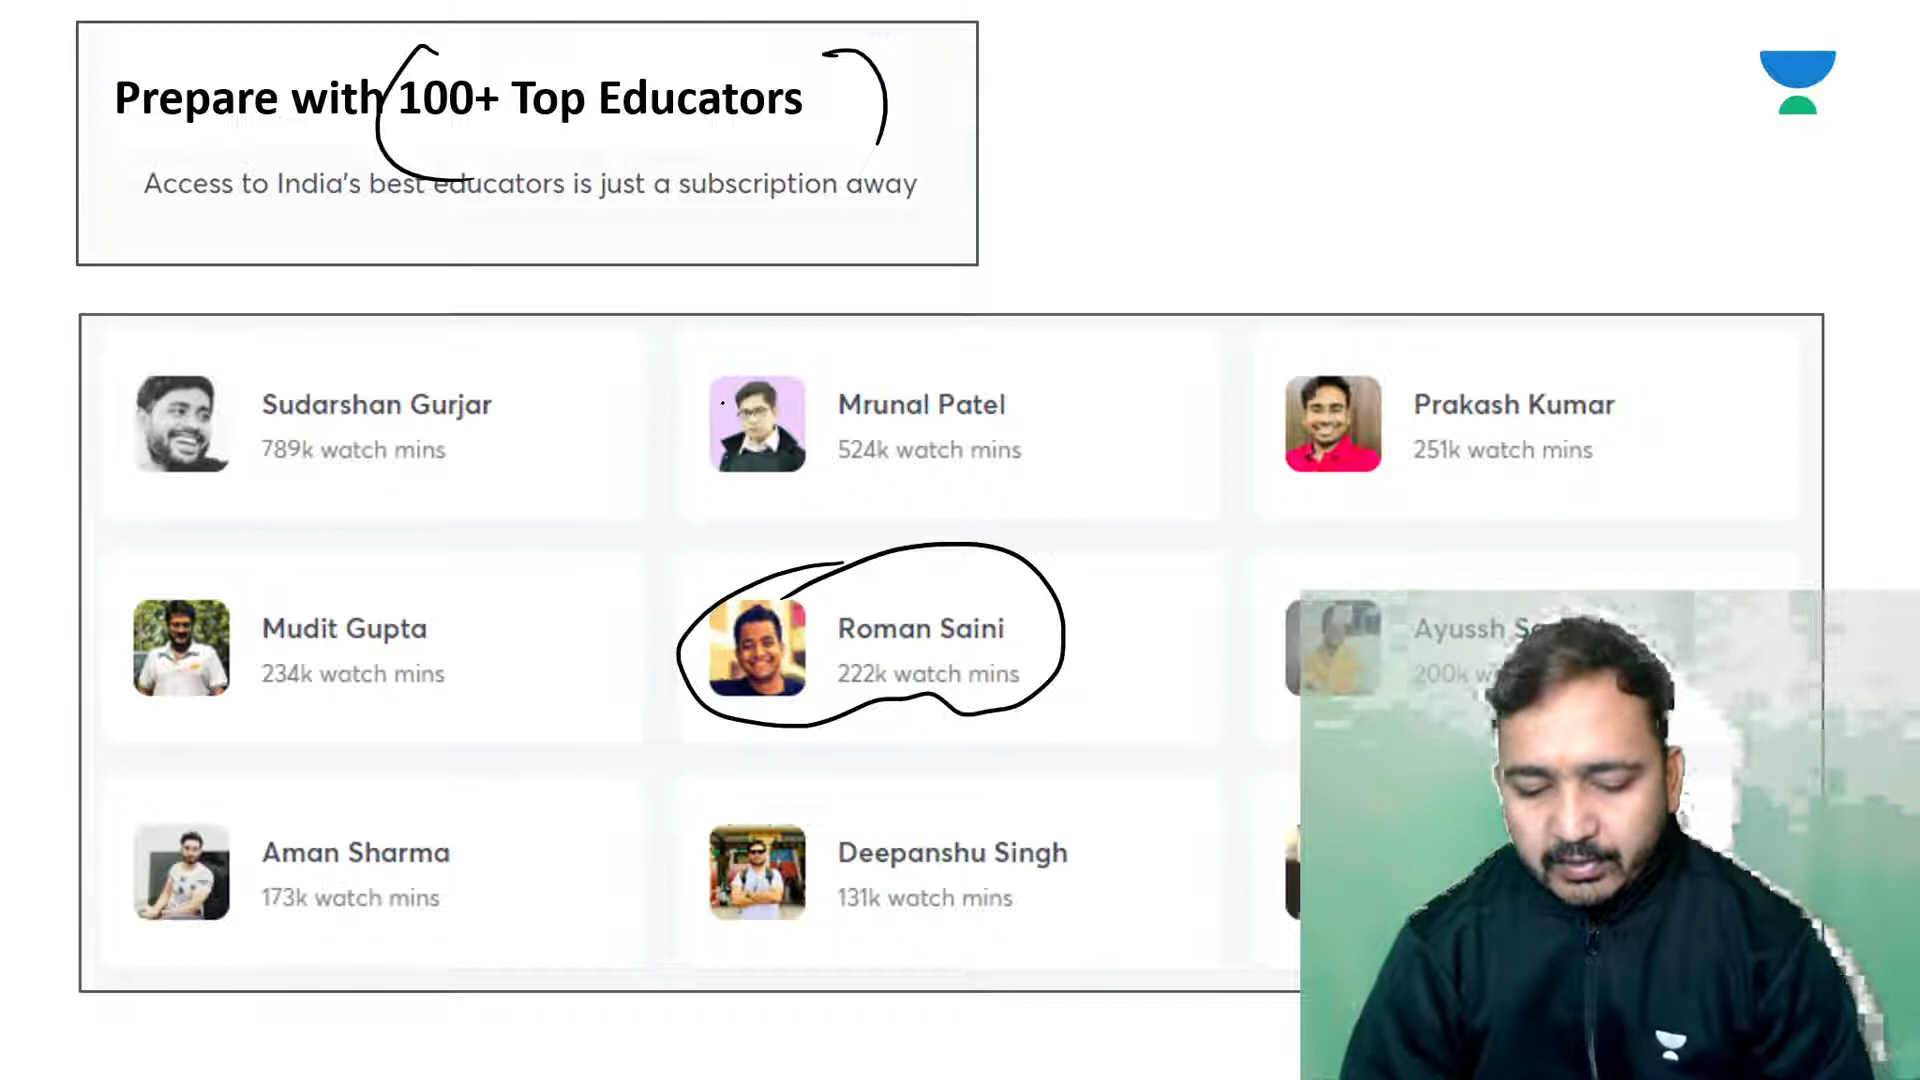 Prepare with 100+ Top Educators
Access to India's best educators is just a subscription away
Sudarshan Gurjar
789k watch mins
Mrunal Patel
524k watch mins
Prakash Kumar
251k watch mins
Mudit Gupta
234k watch mins
Roman Saini
222k watch mins
Ayussh
200k
Aman Sharma
173k watch mins
Deepanshu Singh
131k watch mins